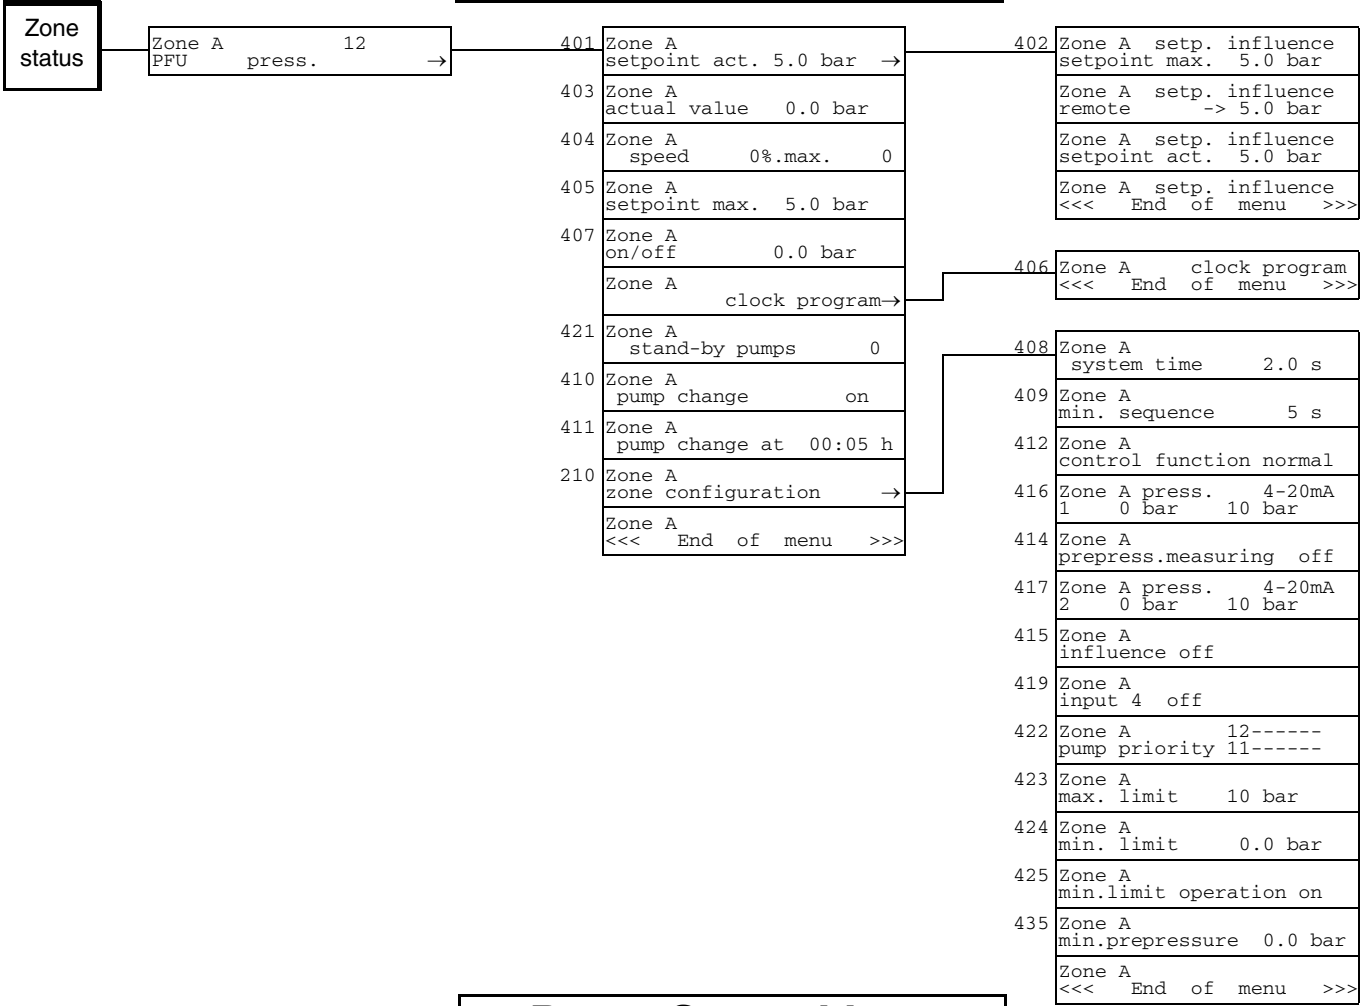 Zone
status
Zone A 12
PFU press. →
401 Zone A
setpoint act. 5.0 bar →
403 Zone A
actual value 0.0 bar
404 Zone A
speed 0%.max. 0
405 Zone A
setpoint max. 5.0 bar
407 Zone A
on/off 0.0 bar
Zone A
clock program→
421 Zone A
stand-by pumps 0
410 Zone A
pump change on
411 Zone A
pump change at 00:05 h
210 Zone A
zone configuration →
Zone A
<<< End of menu >>>
402 Zone A setp. influence
setpoint max. 5.0 bar
Zone A setp. influence
remote -> 5.0 bar
Zone A setp. influence
setpoint act. 5.0 bar
Zone A setp. influence
<<< End of menu >>>
406 Zone A clock program
<<< End of menu >>>
408 Zone A
system time 2.0 s
409 Zone A
min. sequence 5 s
412 Zone A
control function normal
416 Zone A press. 4-20mA
1 0 bar 10 bar
414 Zone A
prepress.measuring off
417 Zone A press. 4-20mA
2 0 bar 10 bar
415 Zone A
influence off
419 Zone A
input 4 off
422 Zone A 12------
pump priority 11------
423 Zone A
max. limit 10 bar
424 Zone A
min. limit 0.0 bar
425 Zone A
min.limit operation on
435 Zone A
min.prepressure 0.0 bar
Zone A
<<< End of menu >>>